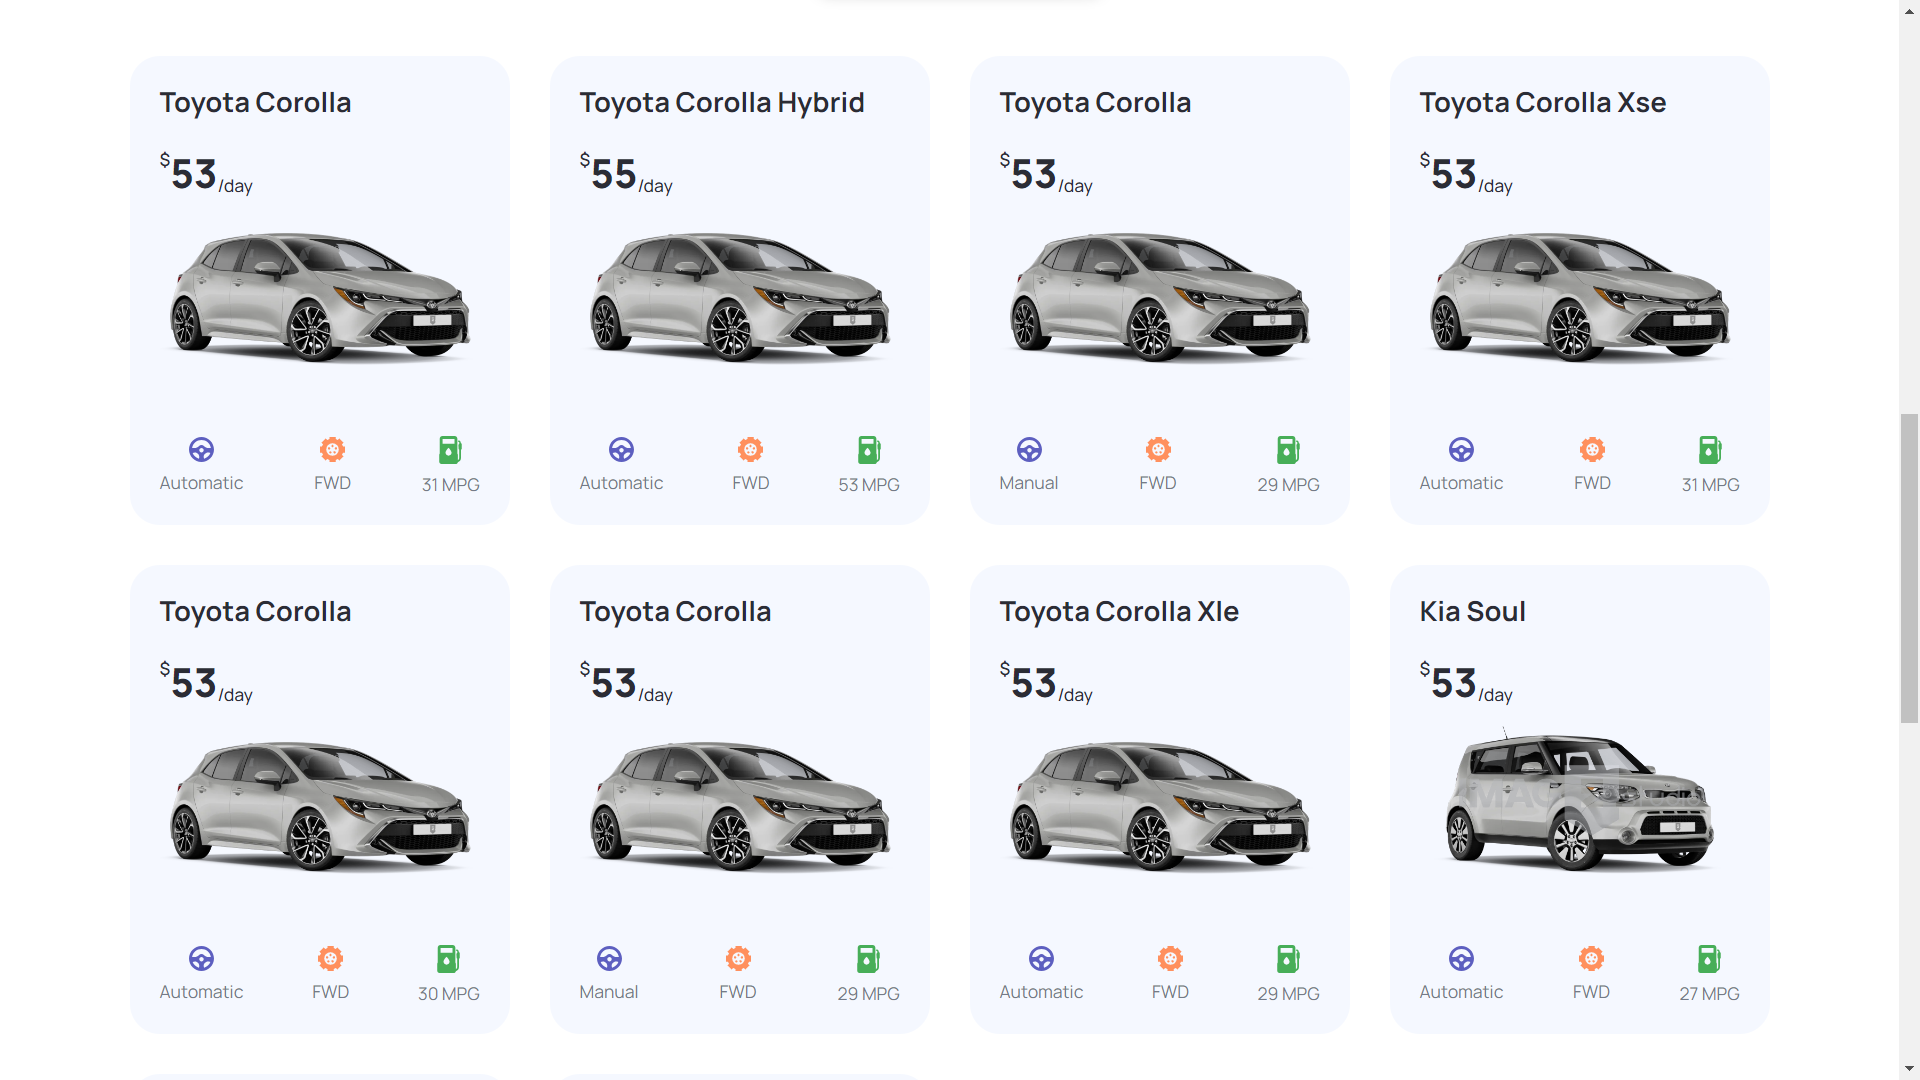 Toyota Corolla
$53/day
Automatic FWD 31 MPG
Toyota Corolla Hybrid
$55/day
Automatic FWD 53 MPG
Toyota Corolla
$53/day
Manual FWD 29 MPG
Toyota Corolla Xse
$53/day
Automatic FWD 31 MPG
Toyota Corolla
$53/day
Automatic FWD 30 MPG
Toyota Corolla
$53/day
Manual FWD 29 MPG
Toyota Corolla Xle
$53/day
Automatic FWD 29 MPG
Kia Soul
$53/day
Automatic FWD 27 MPG